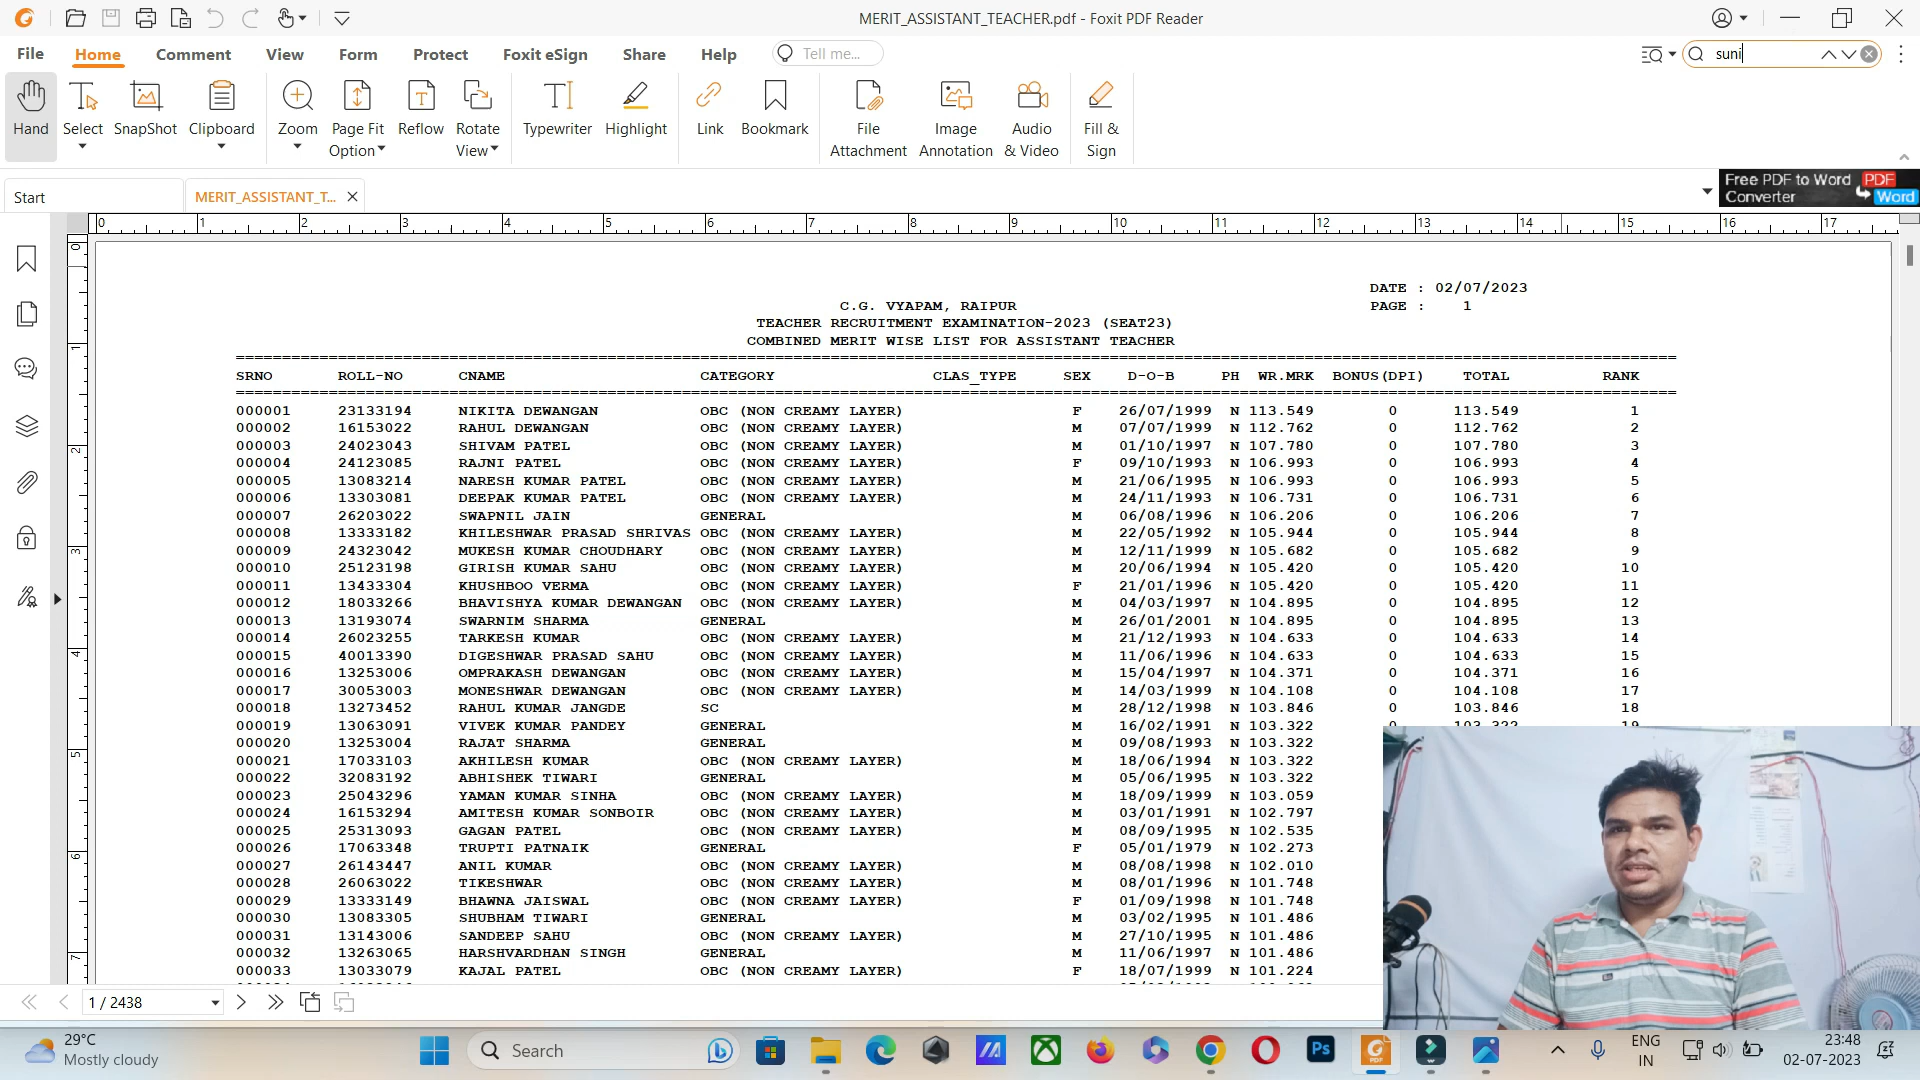 MERIT_ASSISTANT_TEACHER.pdf - Foxit PDF Reader
File Home Comment View Form Protect Foxit eSign Share Help Tell me...
suni
Hand Select SnapShot Clipboard Zoom Page Fit Option Reflow Rotate View Typewriter Highlight Link Bookmark File Attachment Image Annotation Audio & Video Fill & Sign
Start MERIT_ASSISTANT_T...
Free PDF to Word Converter PDF Word
0 1 2 3 4 5 6 7 8 9 10 11 12 13 14 15 16 17
DATE : 02/07/2023
C.G. VYAPAM, RAIPUR PAGE : 1
TEACHER RECRUITMENT EXAMINATION-2023 (SEAT23)
COMBINED MERIT WISE LIST FOR ASSISTANT TEACHER
SRNO ROLL-NO CNAME CATEGORY CLAS_TYPE SEX D-O-B PH WR.MRK BONUS(DPI) TOTAL RANK
000001 23133194 NIKITA DEWANGAN OBC (NON CREAMY LAYER) F 26/07/1999 N 113.549 0 113.549 1
000002 16153022 RAHUL DEWANGAN OBC (NON CREAMY LAYER) M 07/07/1999 N 112.762 0 112.762 2
000003 24023043 SHIVAM PATEL OBC (NON CREAMY LAYER) M 01/10/1997 N 107.780 0 107.780 3
000004 24123085 RAJNI PATEL OBC (NON CREAMY LAYER) F 09/10/1993 N 106.993 0 106.993 4
000005 13083214 NARESH KUMAR PATEL OBC (NON CREAMY LAYER) M 21/06/1995 N 106.993 0 106.993 5
000006 13303081 DEEPAK KUMAR PATEL OBC (NON CREAMY LAYER) M 24/11/1993 N 106.731 0 106.731 6
000007 26203022 SWAPNIL JAIN GENERAL M 06/08/1996 N 106.206 0 106.206 7
000008 13333182 KHILESHWAR PRASAD SHRIVAS OBC (NON CREAMY LAYER) M 22/05/1992 N 105.944 0 105.944 8
000009 24323042 MUKESH KUMAR CHOUDHARY OBC (NON CREAMY LAYER) M 12/11/1999 N 105.682 0 105.682 9
000010 25123198 GIRISH KUMAR SAHU OBC (NON CREAMY LAYER) M 20/06/1994 N 105.420 0 105.420 10
000011 13433304 KHUSHBOO VERMA OBC (NON CREAMY LAYER) F 21/01/1996 N 105.420 0 105.420 11
000012 18033266 BHAVISHYA KUMAR DEWANGAN OBC (NON CREAMY LAYER) M 04/03/1997 N 104.895 0 104.895 12
000013 13193074 SWARNIM SHARMA GENERAL M 26/01/2001 N 104.895 0 104.895 13
000014 26023255 TARKESH KUMAR OBC (NON CREAMY LAYER) M 21/12/1993 N 104.633 0 104.633 14
000015 40013390 DIGESHWAR PRASAD SAHU OBC (NON CREAMY LAYER) M 11/06/1996 N 104.633 0 104.633 15
000016 13253006 OMPRAKASH DEWANGAN OBC (NON CREAMY LAYER) M 15/04/1997 N 104.371 0 104.371 16
000017 30053003 MONESHWAR DEWANGAN OBC (NON CREAMY LAYER) M 14/03/1999 N 104.108 0 104.108 17
000018 13273452 RAHUL KUMAR JANGDE SC M 28/12/1998 N 103.846 0 103.846 18
000019 13063091 VIVEK KUMAR PANDEY GENERAL M 16/02/1991 N 103.322 0 103.322 19
000020 13253004 RAJAT SHARMA GENERAL M 09/08/1993 N 103.322
000021 17033103 AKHILESH KUMAR OBC (NON CREAMY LAYER) M 18/06/1994 N 103.322
000022 32083192 ABHISHEK TIWARI GENERAL M 05/06/1995 N 103.322
000023 25043296 YAMAN KUMAR SINHA OBC (NON CREAMY LAYER) M 18/09/1999 N 103.059
000024 16153294 AMITESH KUMAR SONBOIR OBC (NON CREAMY LAYER) M 03/01/1991 N 102.797
000025 25313093 GAGAN PATEL OBC (NON CREAMY LAYER) M 08/09/1995 N 102.535
000026 17063348 TRUPTI PATNAIK GENERAL F 05/01/1979 N 102.273
000027 26143447 ANIL KUMAR OBC (NON CREAMY LAYER) M 08/08/1998 N 102.010
000028 26063022 TIKESHWAR OBC (NON CREAMY LAYER) M 08/01/1996 N 101.748
000029 13333149 BHAWNA JAISWAL OBC (NON CREAMY LAYER) F 01/09/1998 N 101.748
000030 13083305 SHUBHAM TIWARI GENERAL M 03/02/1995 N 101.486
000031 13143006 SANDEEP SAHU OBC (NON CREAMY LAYER) M 27/10/1995 N 101.486
000032 13263065 HARSHVARDHAN SINGH GENERAL M 11/06/1997 N 101.486
000033 13033079 KAJAL PATEL OBC (NON CREAMY LAYER) F 18/07/1999 N 101.224
1 / 2438
29°C
Mostly cloudy
Search
Ps
PDF
ENG
IN
23:48
02-07-2023